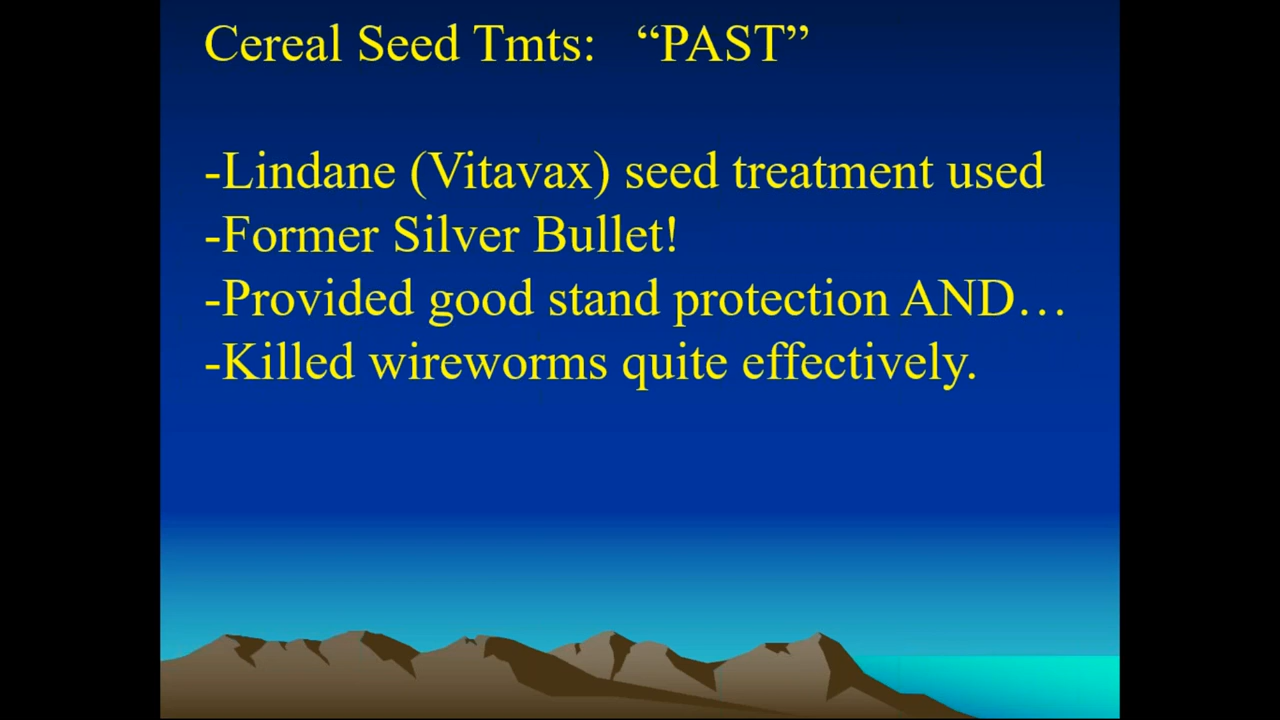 Cereal Seed Tmts: “PAST”
-Lindane (Vitavax) seed treatment used
-Former Silver Bullet!
-Provided good stand protection AND…
-Killed wireworms quite effectively.